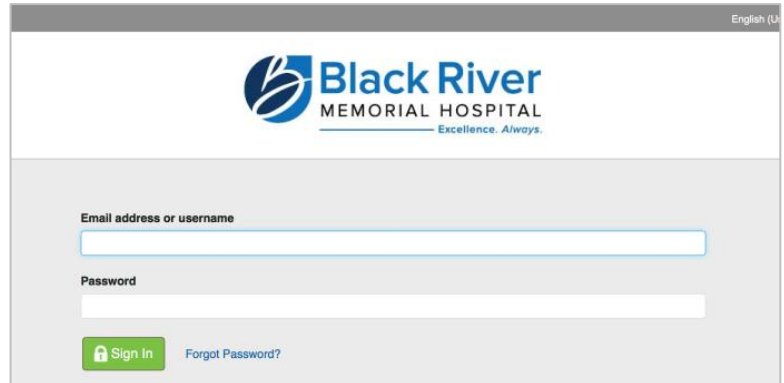 English (U
Black River
MEMORIAL HOSPITAL
Excellence. Always.
Email address or username
Password
Sign In Forgot Password?